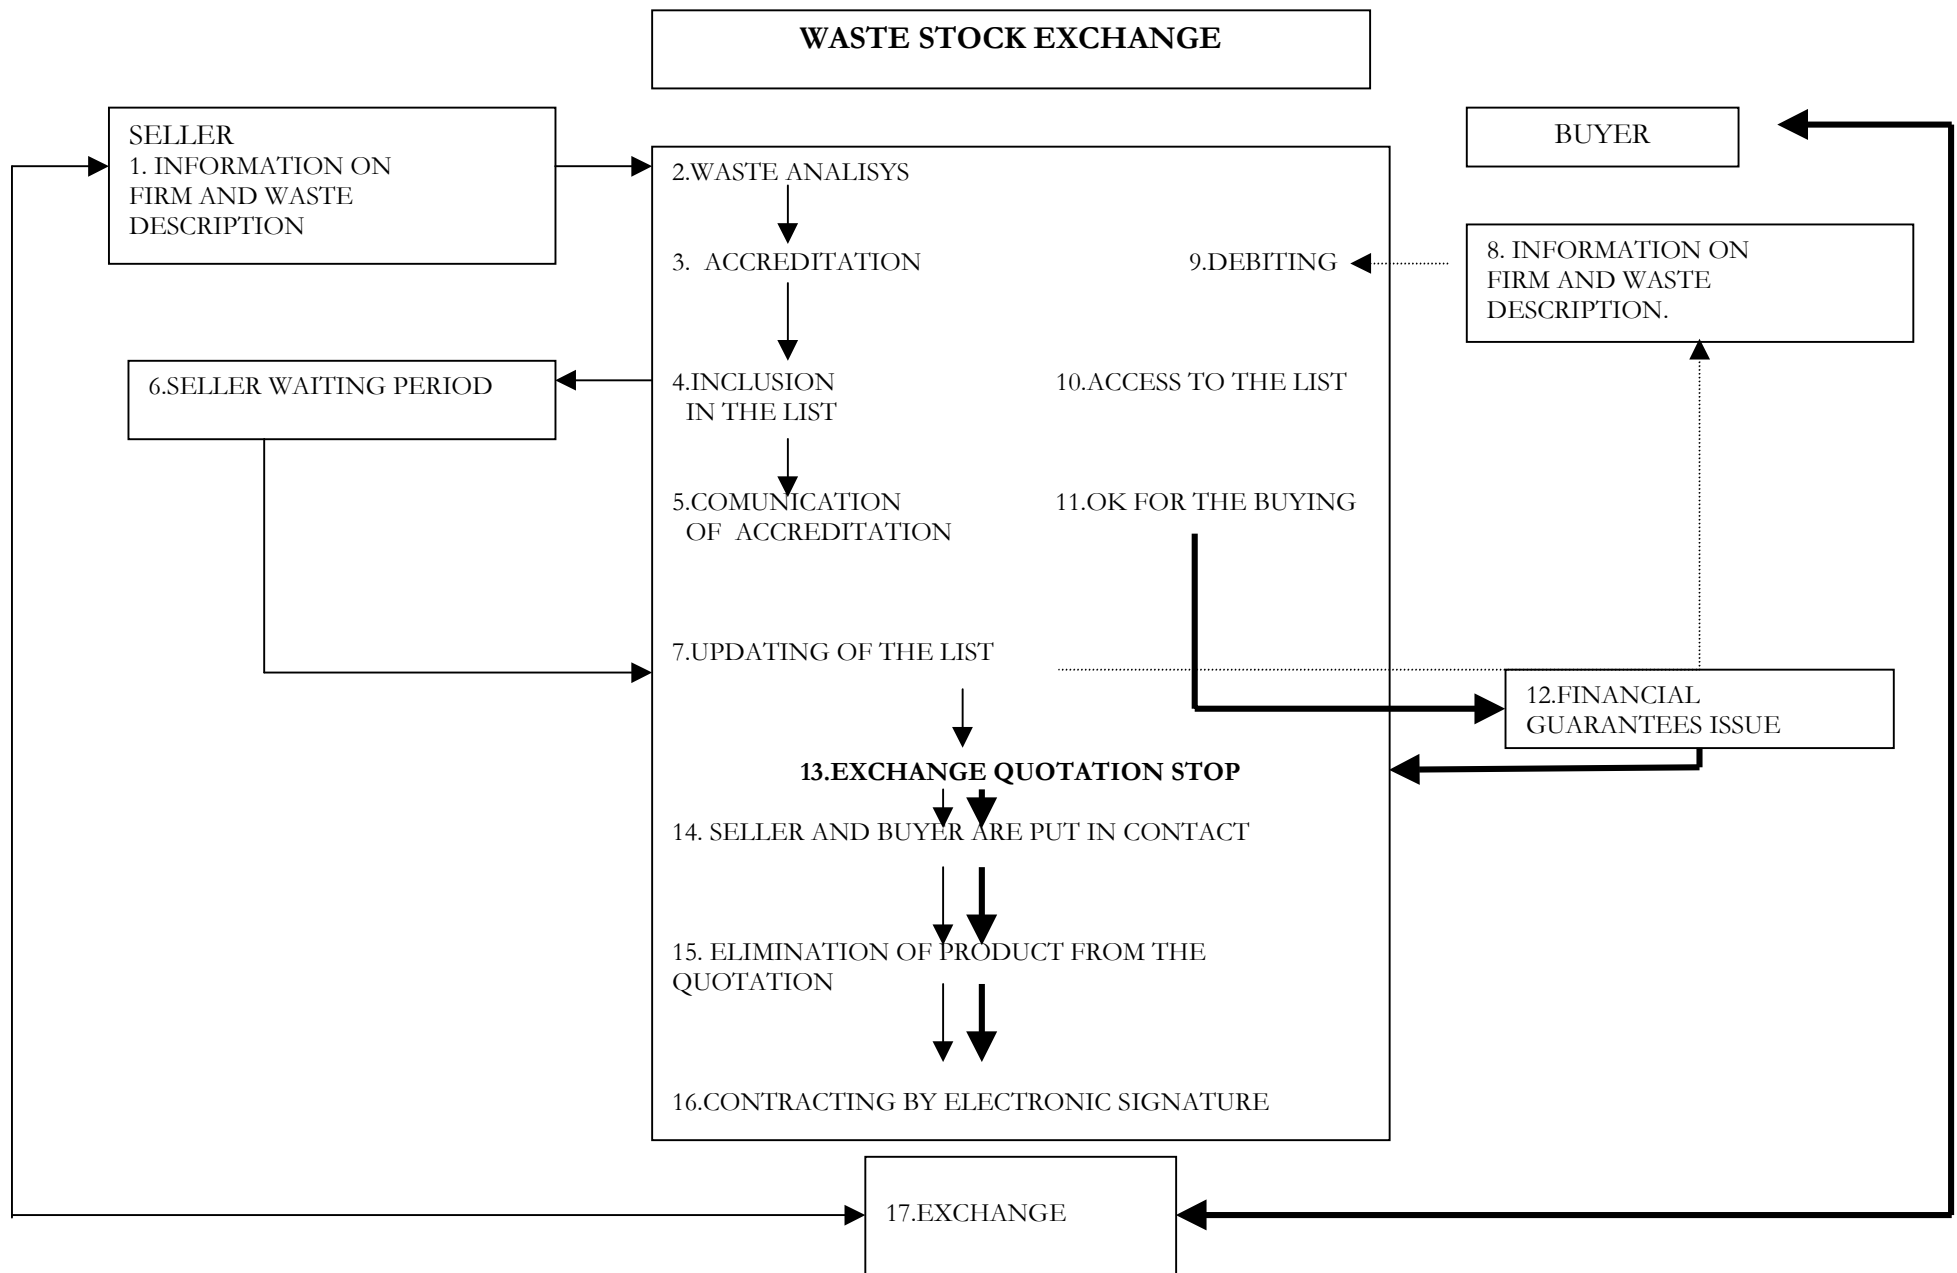 WASTE STOCK EXCHANGE
SELLER
1. INFORMATION ON
FIRM AND WASTE
DESCRIPTION
BUYER
2.WASTE ANALISYS
3. ACCREDITATION
9.DEBITING
8. INFORMATION ON
FIRM AND WASTE
DESCRIPTION.
6.SELLER WAITING PERIOD
4.INCLUSION
IN THE LIST
10.ACCESS TO THE LIST
5.COMUNICATION
OF ACCREDITATION
11.OK FOR THE BUYING
7.UPDATING OF THE LIST
12.FINANCIAL
GUARANTEES ISSUE
13.EXCHANGE QUOTATION STOP
14. SELLER AND BUYER ARE PUT IN CONTACT
15. ELIMINATION OF PRODUCT FROM THE
QUOTATION
16.CONTRACTING BY ELECTRONIC SIGNATURE
17.EXCHANGE